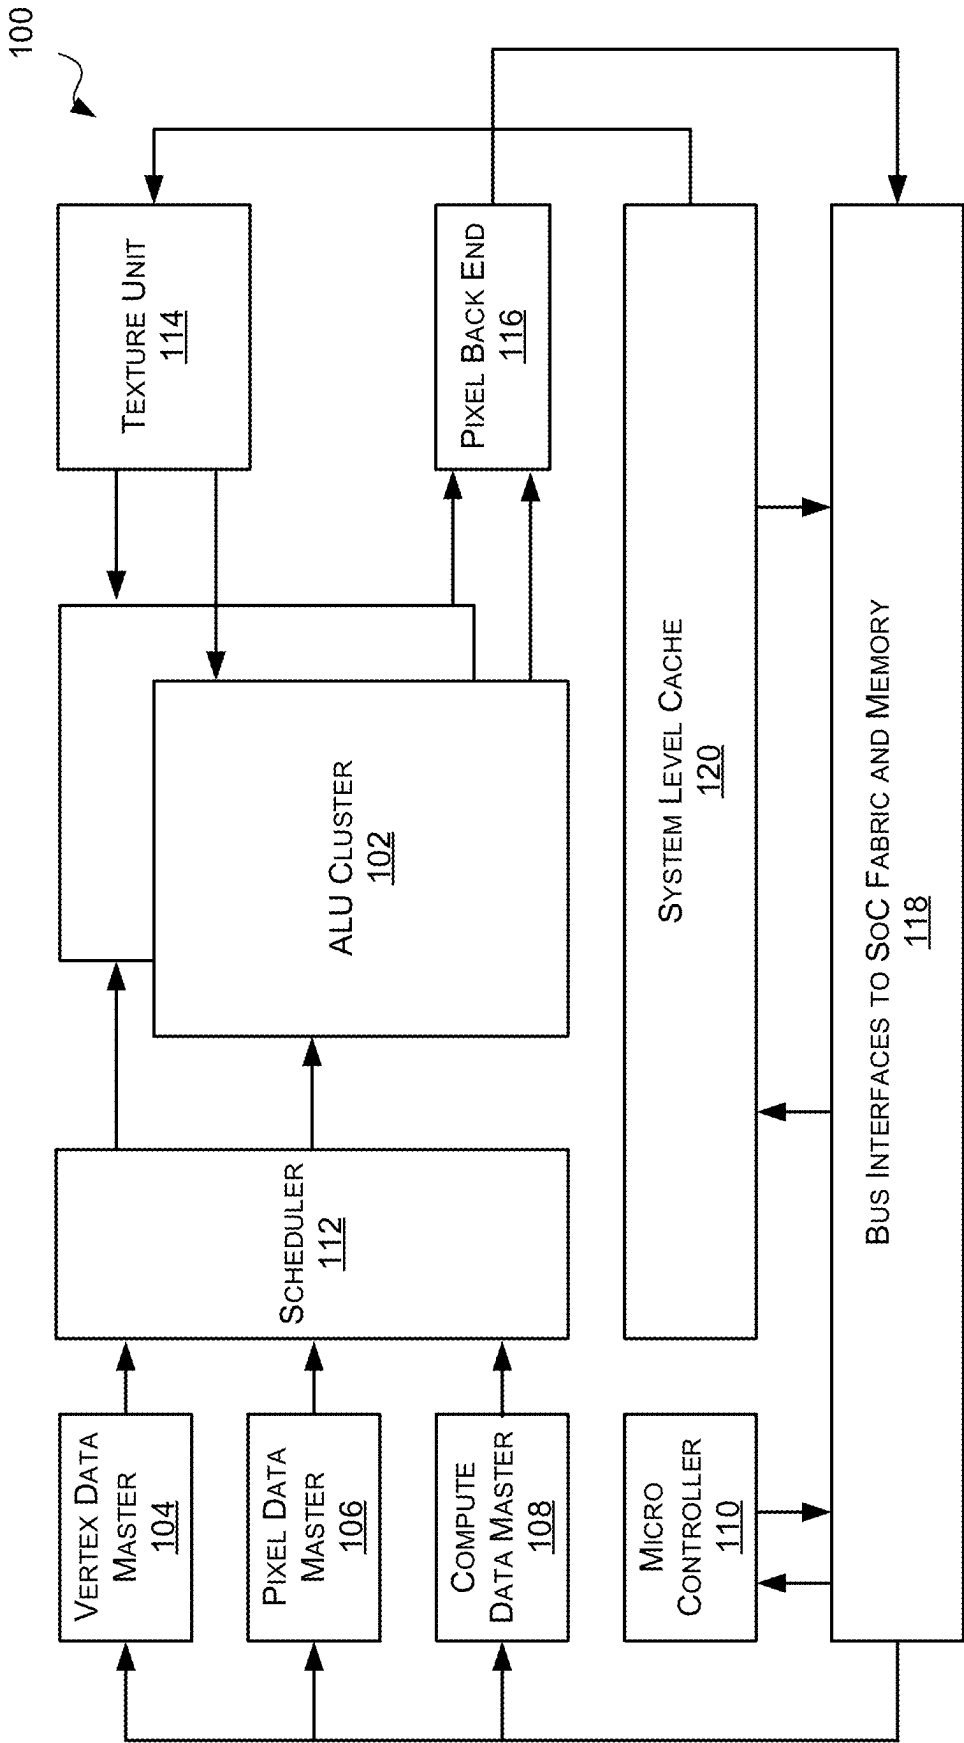 100
VERTEX DATA
MASTER
104
PIXEL DATA
MASTER
106
COMPUTE
DATA MASTER
108
MICRO
CONTROLLER
110
SCHEDULER
112
ALU CLUSTER
102
TEXTURE UNIT
114
PIXEL BACK END
116
SYSTEM LEVEL CACHE
120
BUS INTERFACES TO SOC FABRIC AND MEMORY
118